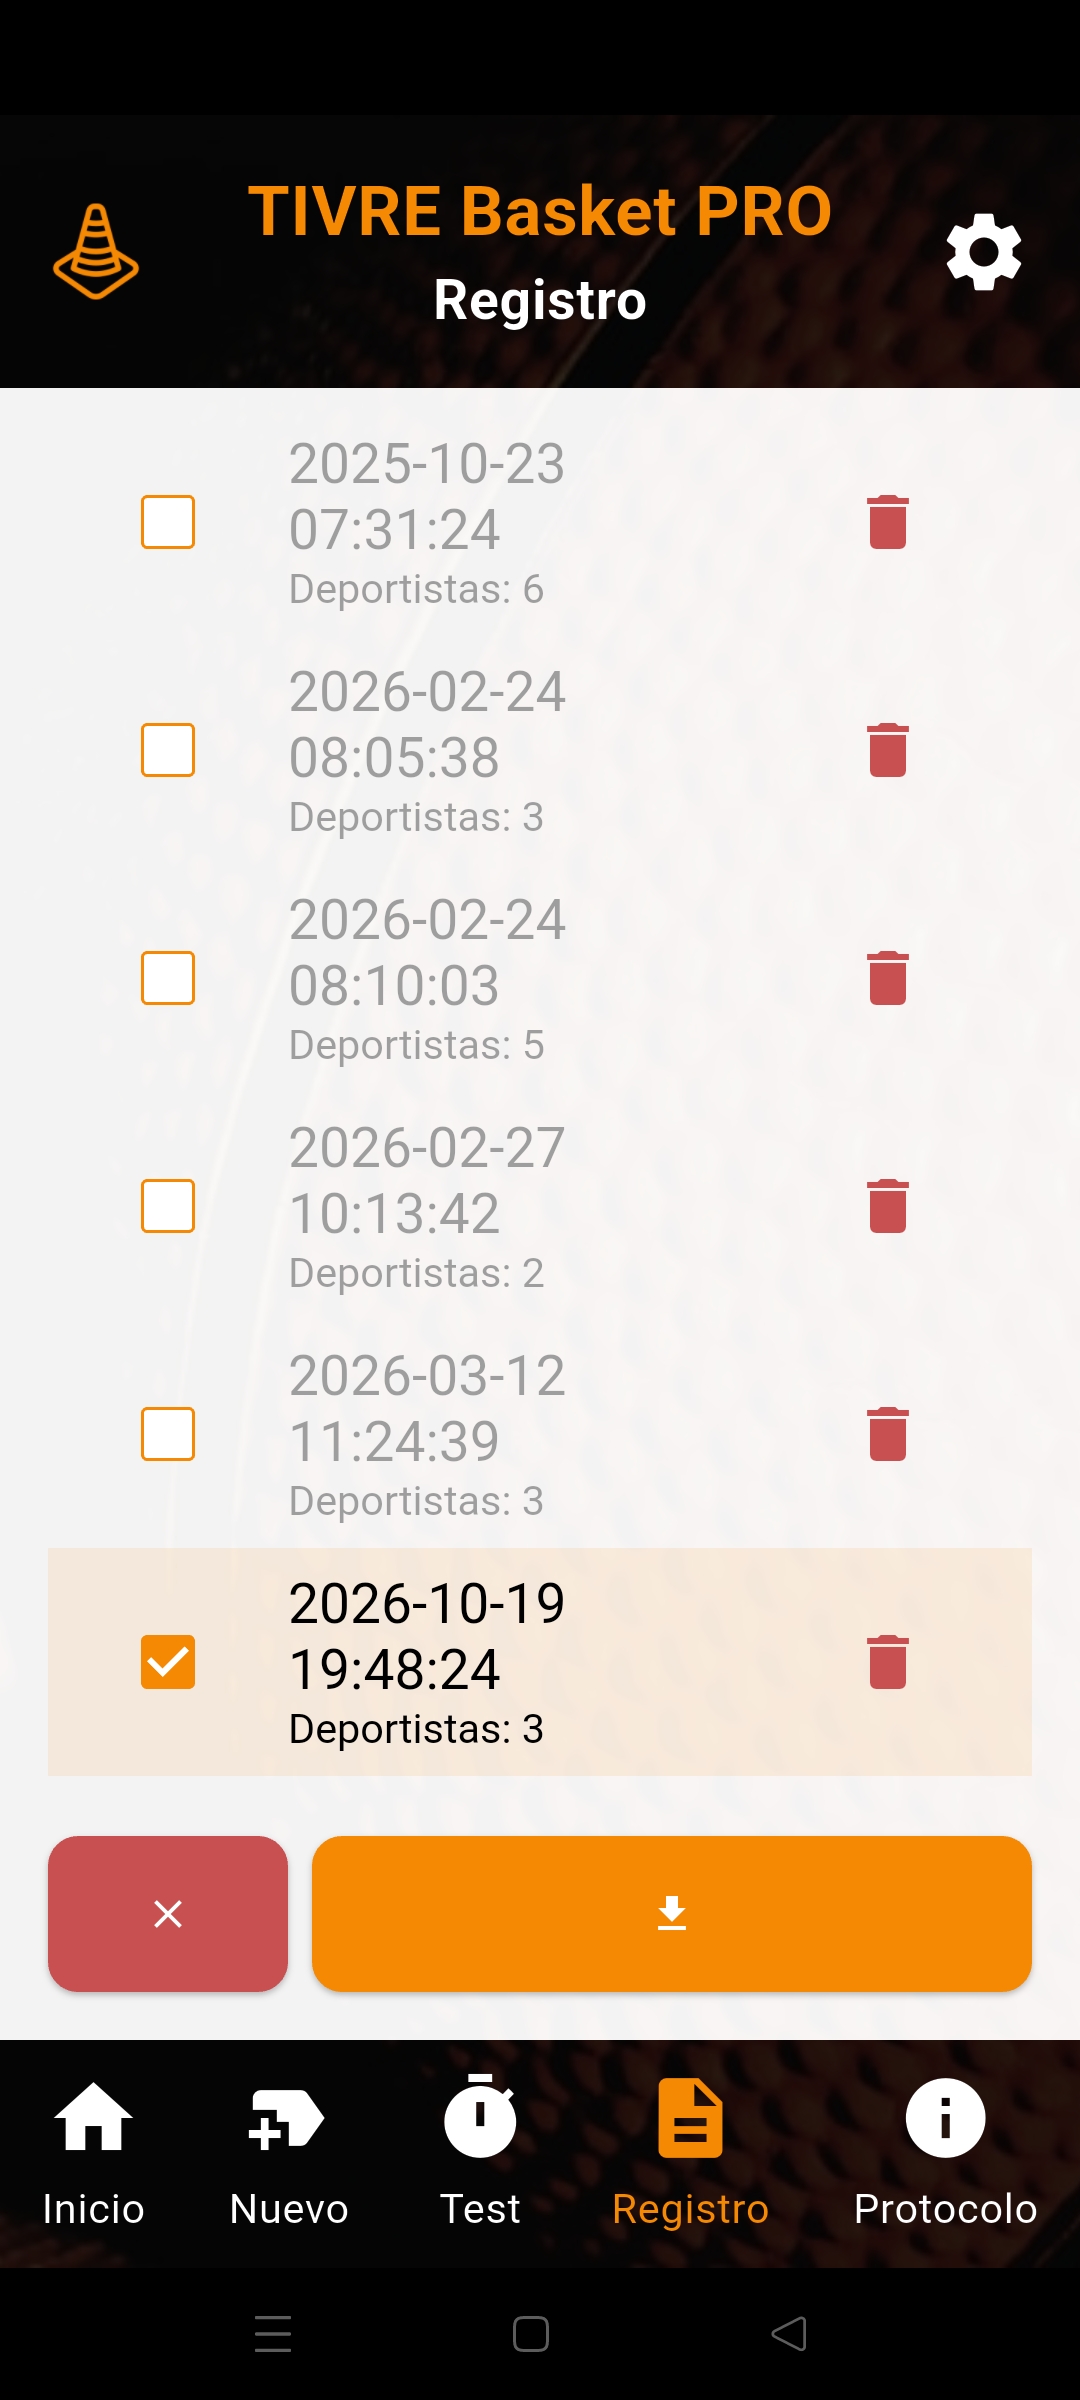 TIVRE Basket PRO
Registro
2025-10-23
07:31:24
Deportistas: 6
2026-02-24
08:05:38
Deportistas: 3
2026-02-24
08:10:03
Deportistas: 5
2026-02-27
10:13:42
Deportistas: 2
2026-03-12
11:24:39
Deportistas: 3
2026-10-19
19:48:24
Deportistas: 3
Inicio
Nuevo
Test
Registro
Protocolo